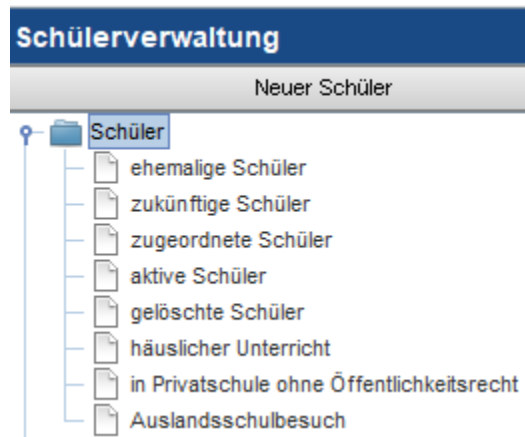 Schülerverwaltung
Neuer Schüler
Schüler
ehemalige Schüler
zukünftige Schüler
zugeordnete Schüler
aktive Schüler
gelöschte Schüler
häuslicher Unterricht
in Privatschule ohne Öffentlichkeitsrecht
Auslandsschulbesuch